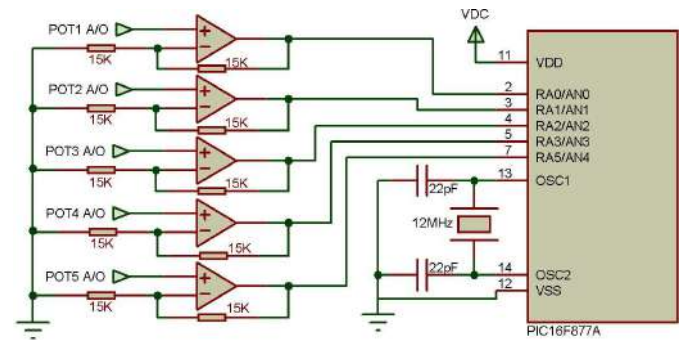 POT1 A/O
15K
15K
POT2 A/O
15K
15K
POT3 A/O
15K
15K
POT4 A/O
15K
15K
POT5 A/O
15K
15K
VDC
11 VDD
2 RA0/AN0
3 RA1/AN1
4 RA2/AN2
5 RA3/AN3
7 RA5/AN4
13 OSC1
22pF
12MHz
22pF
14 OSC2
12 VSS
PIC16F877A